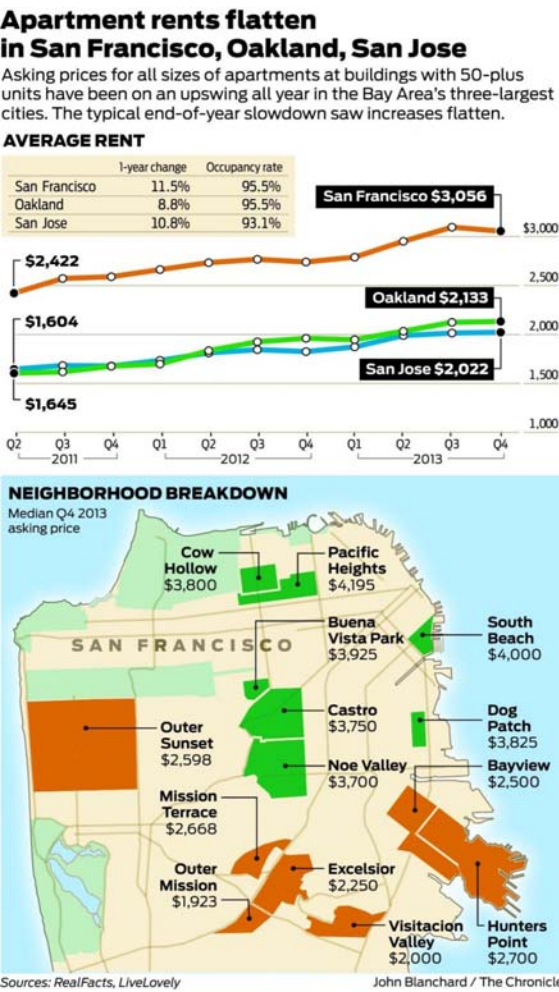 Apartment rents flatten
in San Francisco, Oakland, San Jose
Asking prices for all sizes of apartments at buildings with 50-plus
units have been on an upswing all year in the Bay Area's three-largest
cities. The typical end-of-year slowdown saw increases flatten.
AVERAGE RENT
1-year change Occupancy rate
San Francisco 11.5% 95.5%
Oakland 8.8% 95.5%
San Jose 10.8% 93.1%
San Francisco $3,056
$3,000
$2,422
2,500
Oakland $2,133
$1,604
2,000
San Jose $2,022
1,500
$1,645
1,000
Q2 Q3 Q4 Q1 Q2 Q3 Q4 Q1 Q2 Q3 Q4
2011 2012 2013
NEIGHBORHOOD BREAKDOWN
Median Q4 2013
asking price
Cow
Hollow
$3,800
Pacific
Heights
$4,195
Buena
Vista Park
$3,925
South
Beach
$4,000
SAN FRANCISCO
Castro
$3,750
Dog
Patch
$3,825
Outer
Sunset
$2,598
Noe Valley
$3,700
Bayview
$2,500
Mission
Terrace
$2,668
Outer
Mission
$1,923
Excelsior
$2,250
Visitacion
Valley
$2,000
Hunters
Point
$2,700
Sources: RealFacts, LiveLovely
John Blanchard / The Chronicle